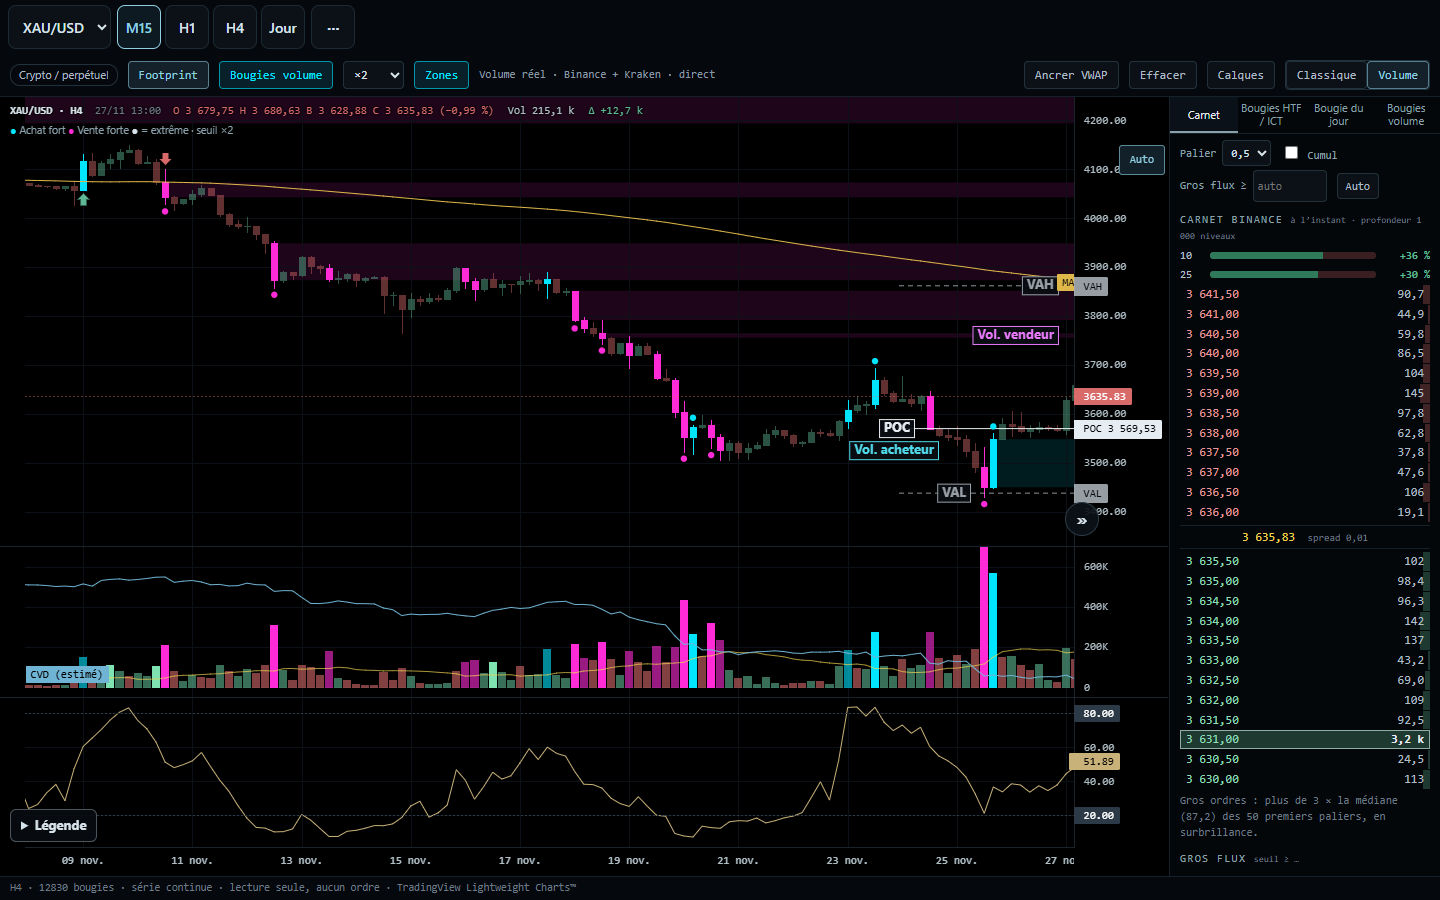 XAU/USD M15 H1 H4 Jour ---
Crypto / perpétuel Footprint Bougies volume ×2 Zones Volume réel · Binance + Kraken · direct Ancrer VWAP Effacer Calques Classique Volume
XAU/USD · H4 27/11 13:00 O 3 679,75 H 3 680,63 B 3 628,88 C 3 635,83 (−0,99 %) Vol 215,1 k Δ +12,7 k
Achat fort Vente forte = extrême · seuil ×2
4200.00
Auto
4100.0
4000.00
3900.00
VAH MA VAH
3800.00
Vol. vendeur
3700.00
3635.83
3600.00
POC POC 3 569,53
Vol. acheteur
3500.00
VAL VAL
»
600K
400K
200K
CVD (estimé)
0
80.00
60.00
51.89
40.00
20.00
Légende
09 nov. 11 nov. 13 nov. 15 nov. 17 nov. 19 nov. 21 nov. 23 nov. 25 nov. 27 no
Carnet Bougies HTF / ICT Bougie du jour Bougies volume
Palier 0,5 Cumul
Gros flux ≥ auto Auto
CARNET BINANCE à l’instant · profondeur 1
000 niveaux
10 +36 %
25 +30 %
3 641,50 90,7
3 641,00 44,9
3 640,50 59,8
3 640,00 86,5
3 639,50 104
3 639,00 145
3 638,50 97,8
3 638,00 62,8
3 637,50 37,8
3 637,00 47,6
3 636,50 106
3 636,00 19,1
3 635,83 spread 0,01
3 635,50 102
3 635,00 98,4
3 634,50 96,3
3 634,00 142
3 633,50 137
3 633,00 43,2
3 632,50 69,0
3 632,00 109
3 631,50 92,5
3 631,00 3,2 k
3 630,50 24,5
3 630,00 113
Gros ordres : plus de 3 × la médiane
(87,2) des 50 premiers paliers, en
surbrillance.
GROS FLUX seuil ≥ …
H4 · 12830 bougies · série continue · lecture seule, aucun ordre · TradingView Lightweight Charts™